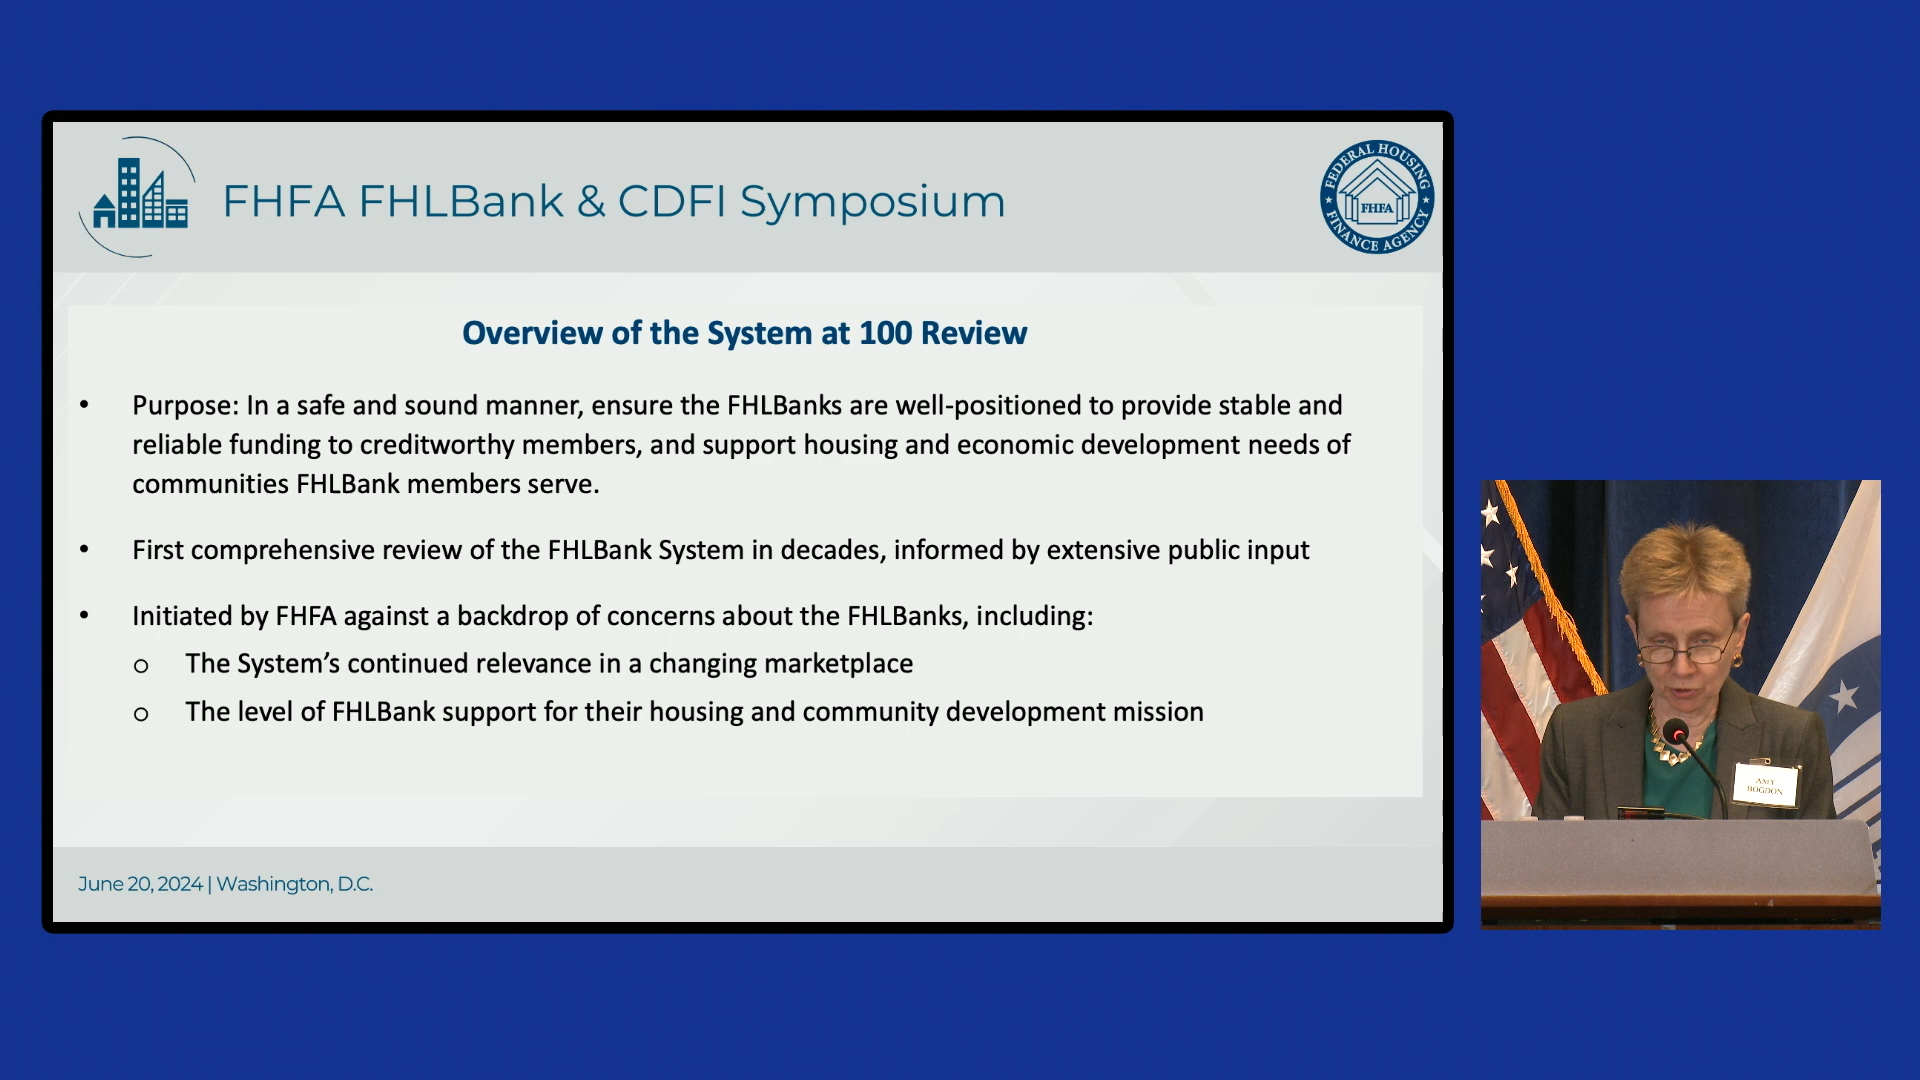 FHFA FHLBank & CDFI Symposium
FEDERAL HOUSING
FHFA
FINANCE AGENCY
Overview of the System at 100 Review
• Purpose: In a safe and sound manner, ensure the FHLBanks are well-positioned to provide stable and
reliable funding to creditworthy members, and support housing and economic development needs of
communities FHLBank members serve.
• First comprehensive review of the FHLBank System in decades, informed by extensive public input
• Initiated by FHFA against a backdrop of concerns about the FHLBanks, including:
o The System’s continued relevance in a changing marketplace
o The level of FHLBank support for their housing and community development mission
June 20, 2024 | Washington, D.C.
AMY
BOGDON